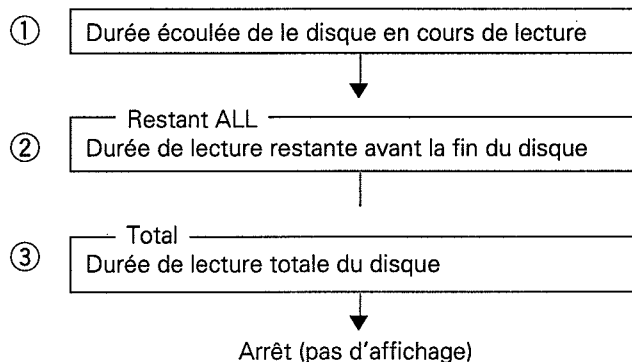 ① Durée écoulée de le disque en cours de lecture
Restant ALL
② Durée de lecture restante avant la fin du disque
Total
③ Durée de lecture totale du disque
Arrêt (pas d'affichage)